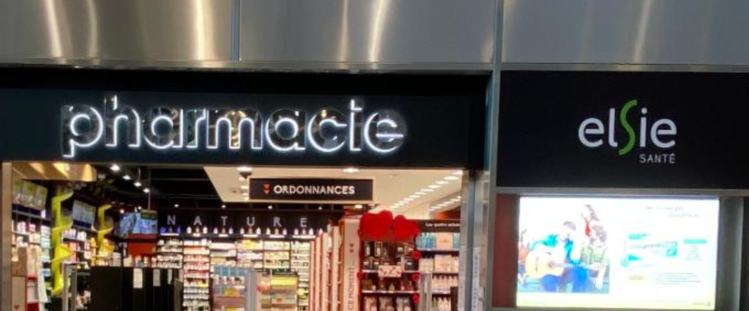 pharmacie
elsie
SANTÉ
ORDONNANCES
NATURE